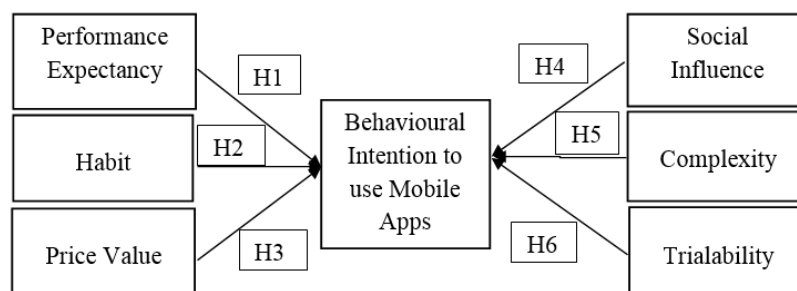 Performance
Expectancy
H1
Habit
H2
Price Value
H3
Behavioural
Intention to
use Mobile
Apps
Social
Influence
H4
Complexity
H5
Trialability
H6